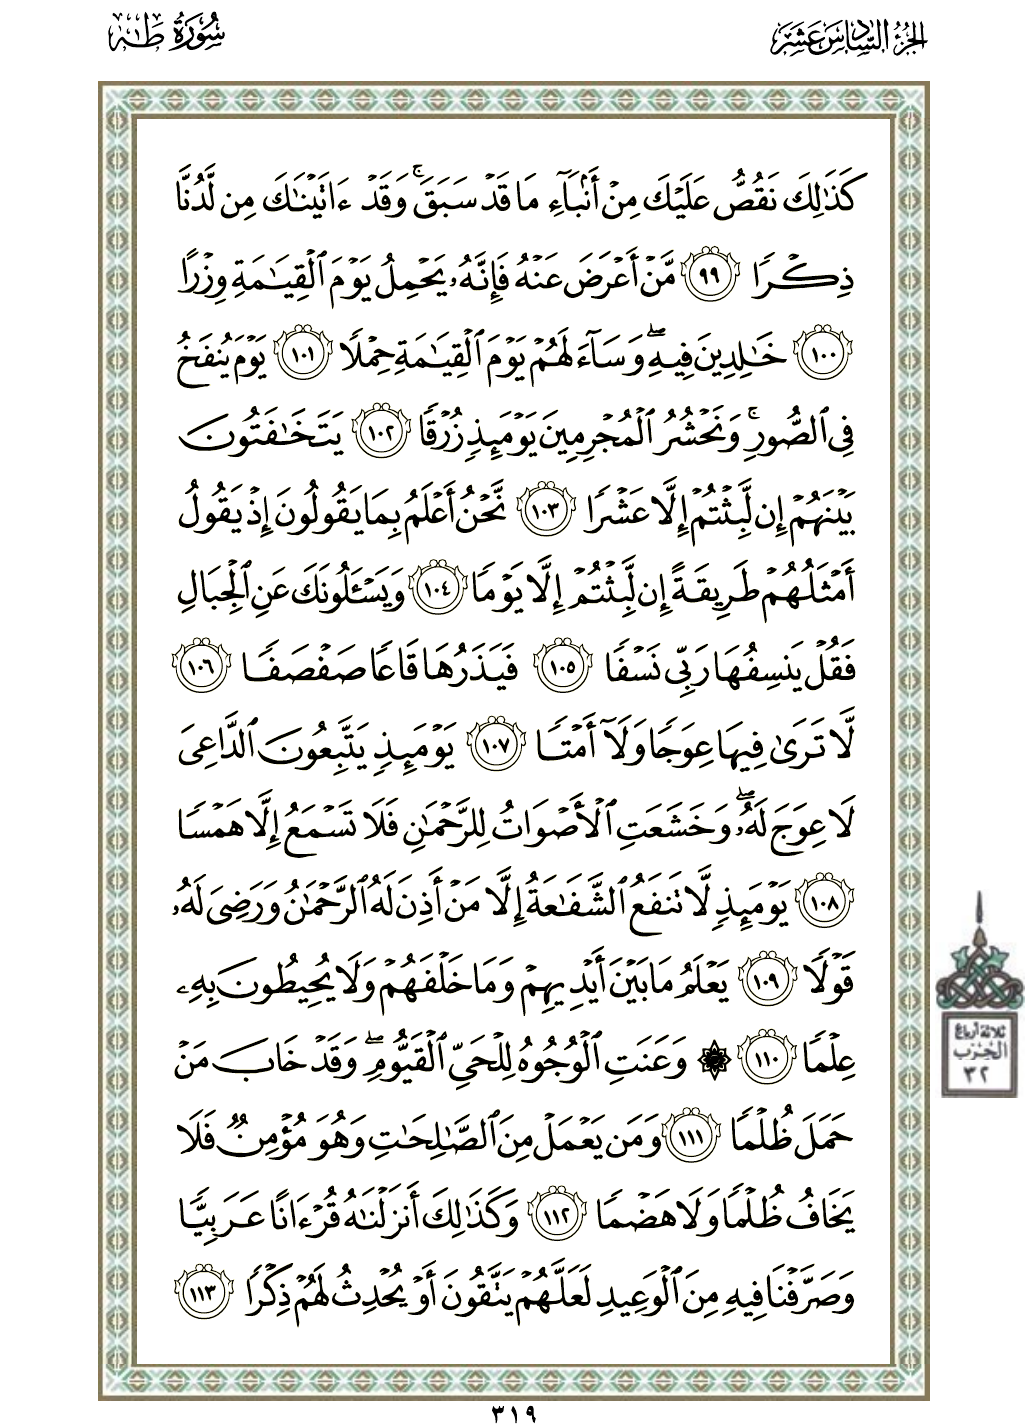 الجزء السادس عشر
سورة طه
كَذَٰلِكَ نَقُصُّ عَلَيْكَ مِنْ أَنۢبَآءِ مَا قَدْ سَبَقَ ۚ وَقَدْ ءَاتَيْنَٰكَ مِن لَّدُنَّا
ذِكْرًا ٩٩ مَّنْ أَعْرَضَ عَنْهُ فَإِنَّهُۥ يَحْمِلُ يَوْمَ ٱلْقِيَٰمَةِ وِزْرًا
١٠٠ خَٰلِدِينَ فِيهِ ۖ وَسَآءَ لَهُمْ يَوْمَ ٱلْقِيَٰمَةِ حِمْلًا ١٠١ يَوْمَ يُنفَخُ
فِى ٱلصُّورِ ۚ وَنَحْشُرُ ٱلْمُجْرِمِينَ يَوْمَئِذٍ زُرْقًا ١٠٢ يَتَخَٰفَتُونَ
بَيْنَهُمْ إِن لَّبِثْتُمْ إِلَّا عَشْرًا ١٠٣ نَّحْنُ أَعْلَمُ بِمَا يَقُولُونَ إِذْ يَقُولُ
أَمْثَلُهُمْ طَرِيقَةً إِن لَّبِثْتُمْ إِلَّا يَوْمًا ١٠٤ وَيَسْـَٔلُونَكَ عَنِ ٱلْجِبَالِ
فَقُلْ يَنسِفُهَا رَبِّى نَسْفًا ١٠٥ فَيَذَرُهَا قَاعًا صَفْصَفًا ١٠٦
لَّا تَرَىٰ فِيهَا عِوَجًا وَلَآ أَمْتًا ١٠٧ يَوْمَئِذٍ يَتَّبِعُونَ ٱلدَّاعِىَ
لَا عِوَجَ لَهُۥ ۖ وَخَشَعَتِ ٱلْأَصْوَاتُ لِلرَّحْمَٰنِ فَلَا تَسْمَعُ إِلَّا هَمْسًا
١٠٨ يَوْمَئِذٍ لَّا تَنفَعُ ٱلشَّفَٰعَةُ إِلَّا مَنْ أَذِنَ لَهُ ٱلرَّحْمَٰنُ وَرَضِىَ لَهُۥ
قَوْلًا ١٠٩ يَعْلَمُ مَا بَيْنَ أَيْدِيهِمْ وَمَا خَلْفَهُمْ وَلَا يُحِيطُونَ بِهِۦ
عِلْمًا ١١٠ ۞ وَعَنَتِ ٱلْوُجُوهُ لِلْحَىِّ ٱلْقَيُّومِ ۖ وَقَدْ خَابَ مَنْ
حَمَلَ ظُلْمًا ١١١ وَمَن يَعْمَلْ مِنَ ٱلصَّٰلِحَٰتِ وَهُوَ مُؤْمِنٌ فَلَا
يَخَافُ ظُلْمًا وَلَا هَضْمًا ١١٢ وَكَذَٰلِكَ أَنزَلْنَٰهُ قُرْءَانًا عَرَبِيًّا
وَصَرَّفْنَا فِيهِ مِنَ ٱلْوَعِيدِ لَعَلَّهُمْ يَتَّقُونَ أَوْ يُحْدِثُ لَهُمْ ذِكْرًا ١١٣
ثلاثة أرباع
الحزب
٣٢
٣١٩